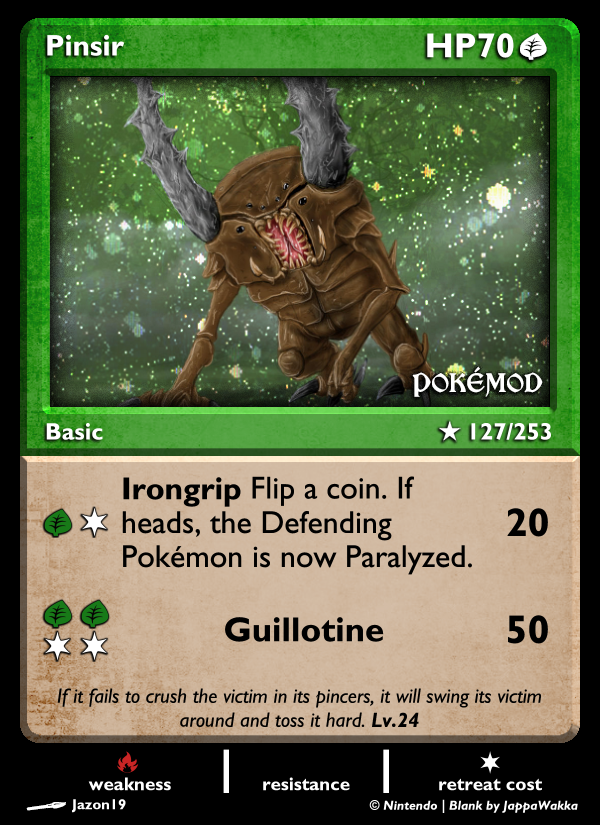 Pinsir HP70
POKÉMOD
Basic ★ 127/253
Irongrip Flip a coin. If
heads, the Defending
Pokémon is now Paralyzed.
20
Guillotine 50
If it fails to crush the victim in its pincers, it will swing its victim
around and toss it hard. Lv.24
weakness resistance retreat cost
Jazon19 © Nintendo | Blank by JappaWakka